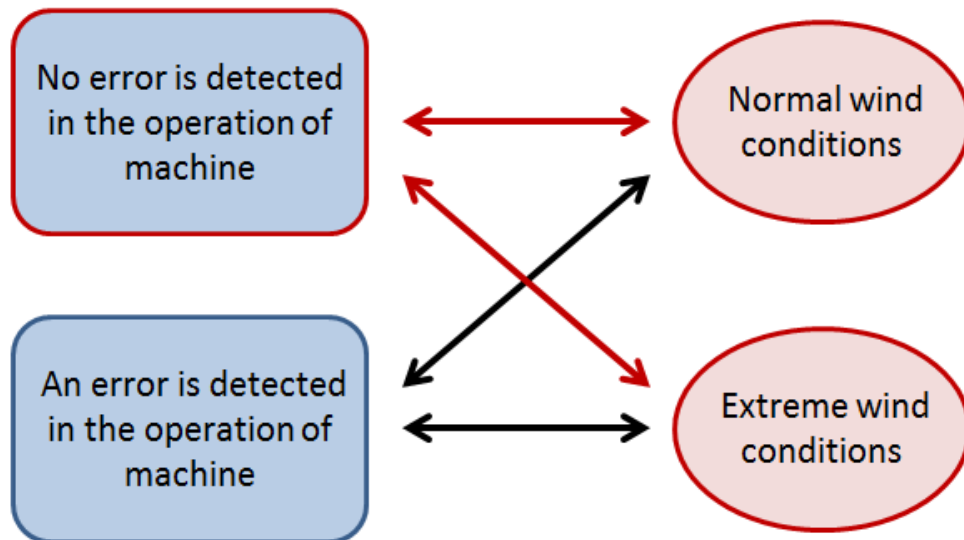 No error is detected
in the operation of
machine
Normal wind
conditions
An error is detected
in the operation of
machine
Extreme wind
conditions